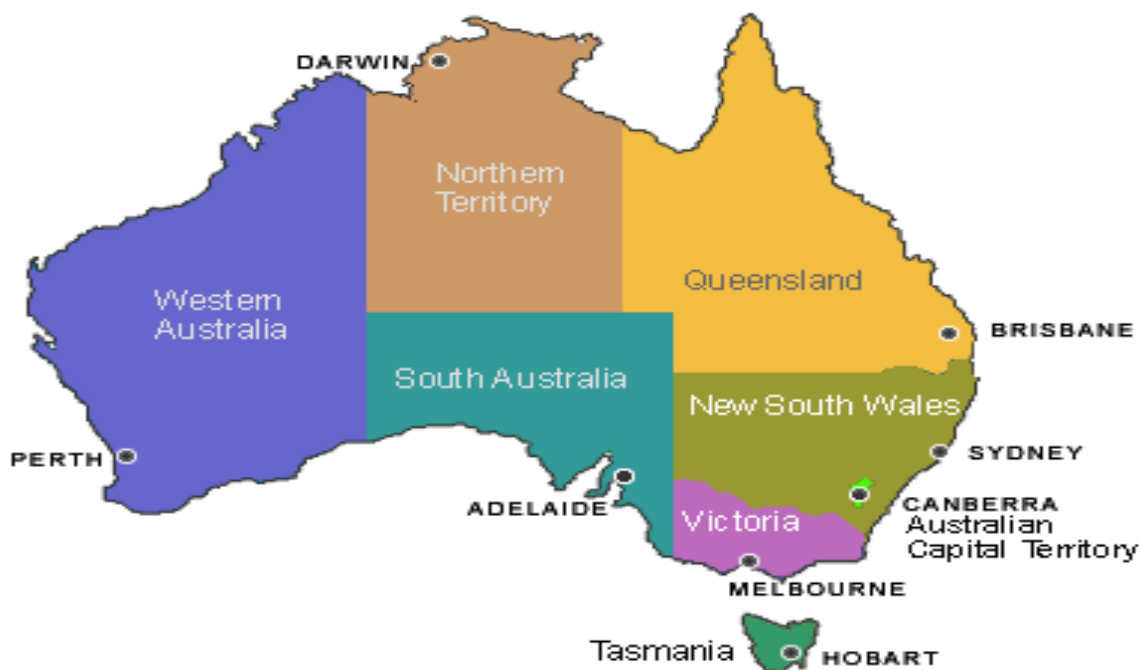 DARWIN
Northern
Territory
Queensland
Western
Australia
BRISBANE
South Australia
New South Wales
PERTH
SYDNEY
ADELAIDE
CANBERRA
Australian
Capital Territory
Victoria
MELBOURNE
Tasmania
HOBART